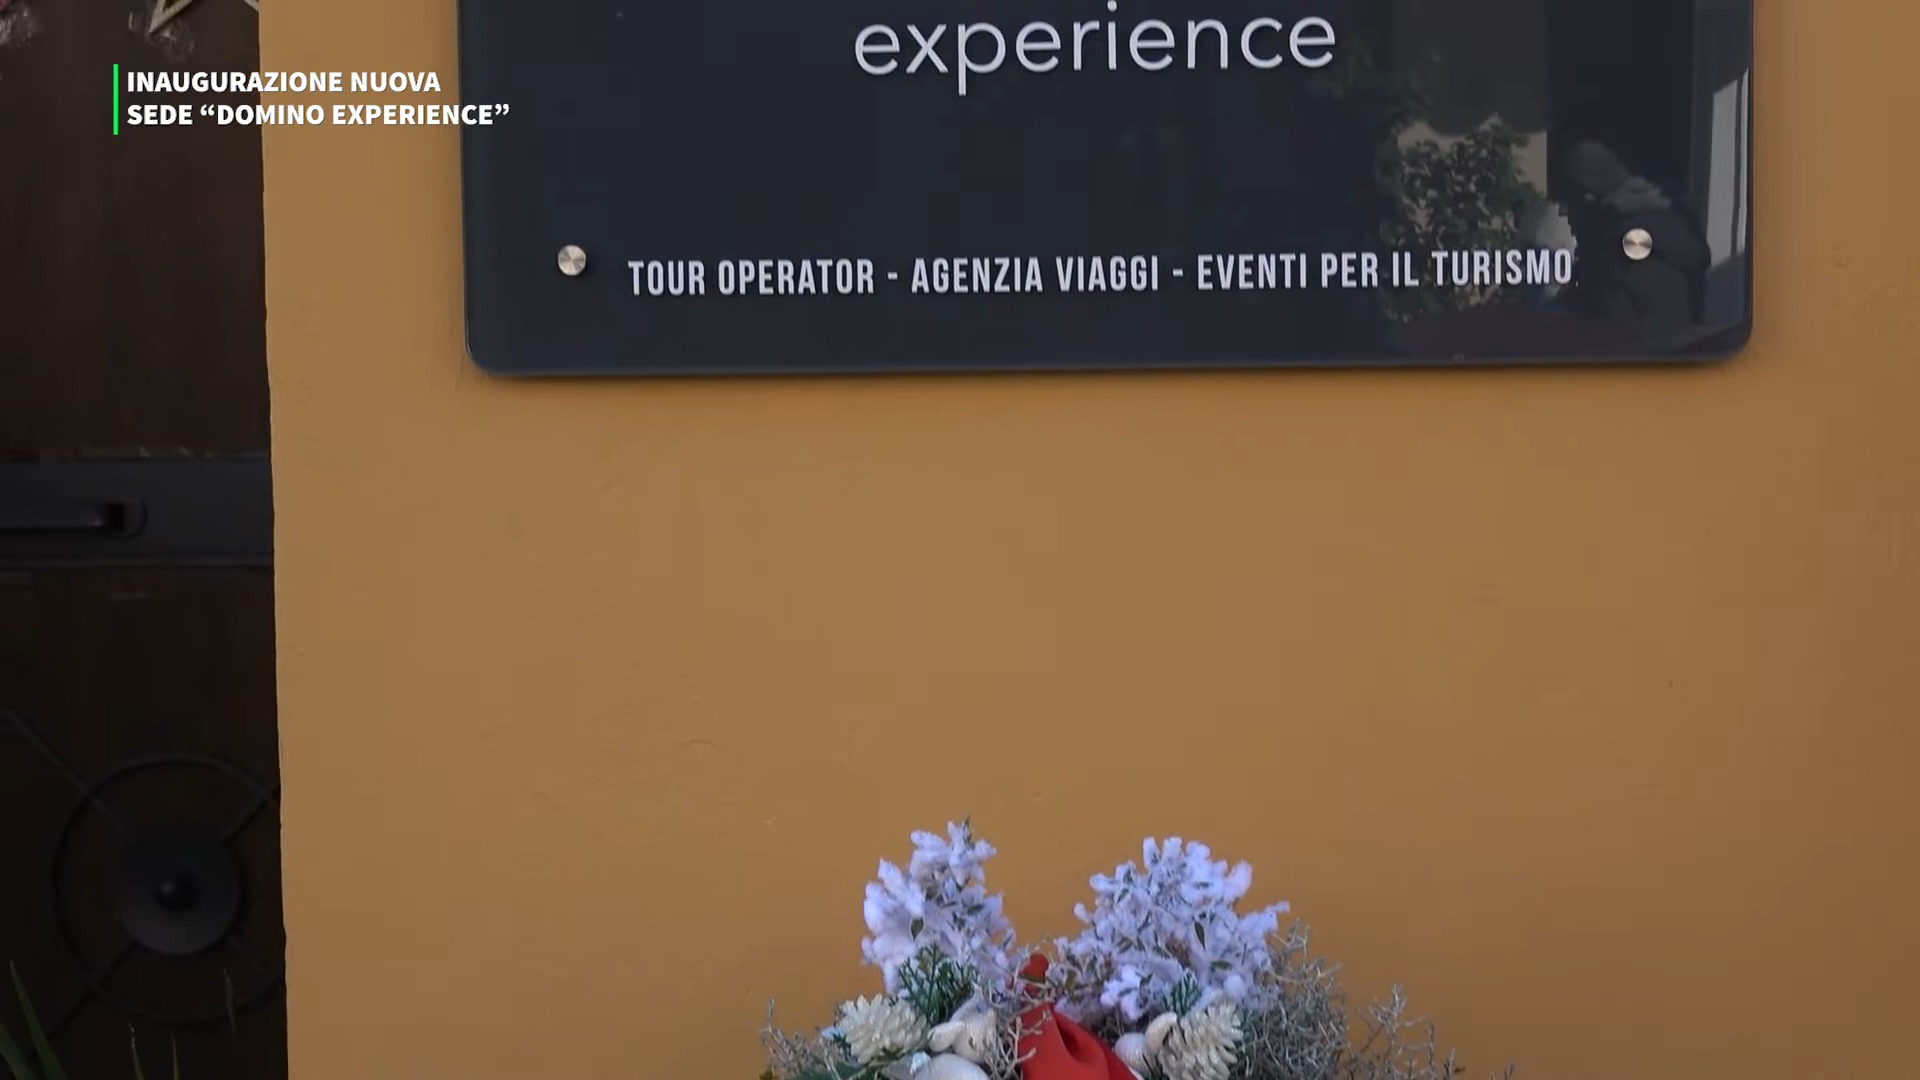 INAUGURAZIONE NUOVA
SEDE “DOMINO EXPERIENCE”
experience
TOUR OPERATOR - AGENZIA VIAGGI - EVENTI PER IL TURISMO